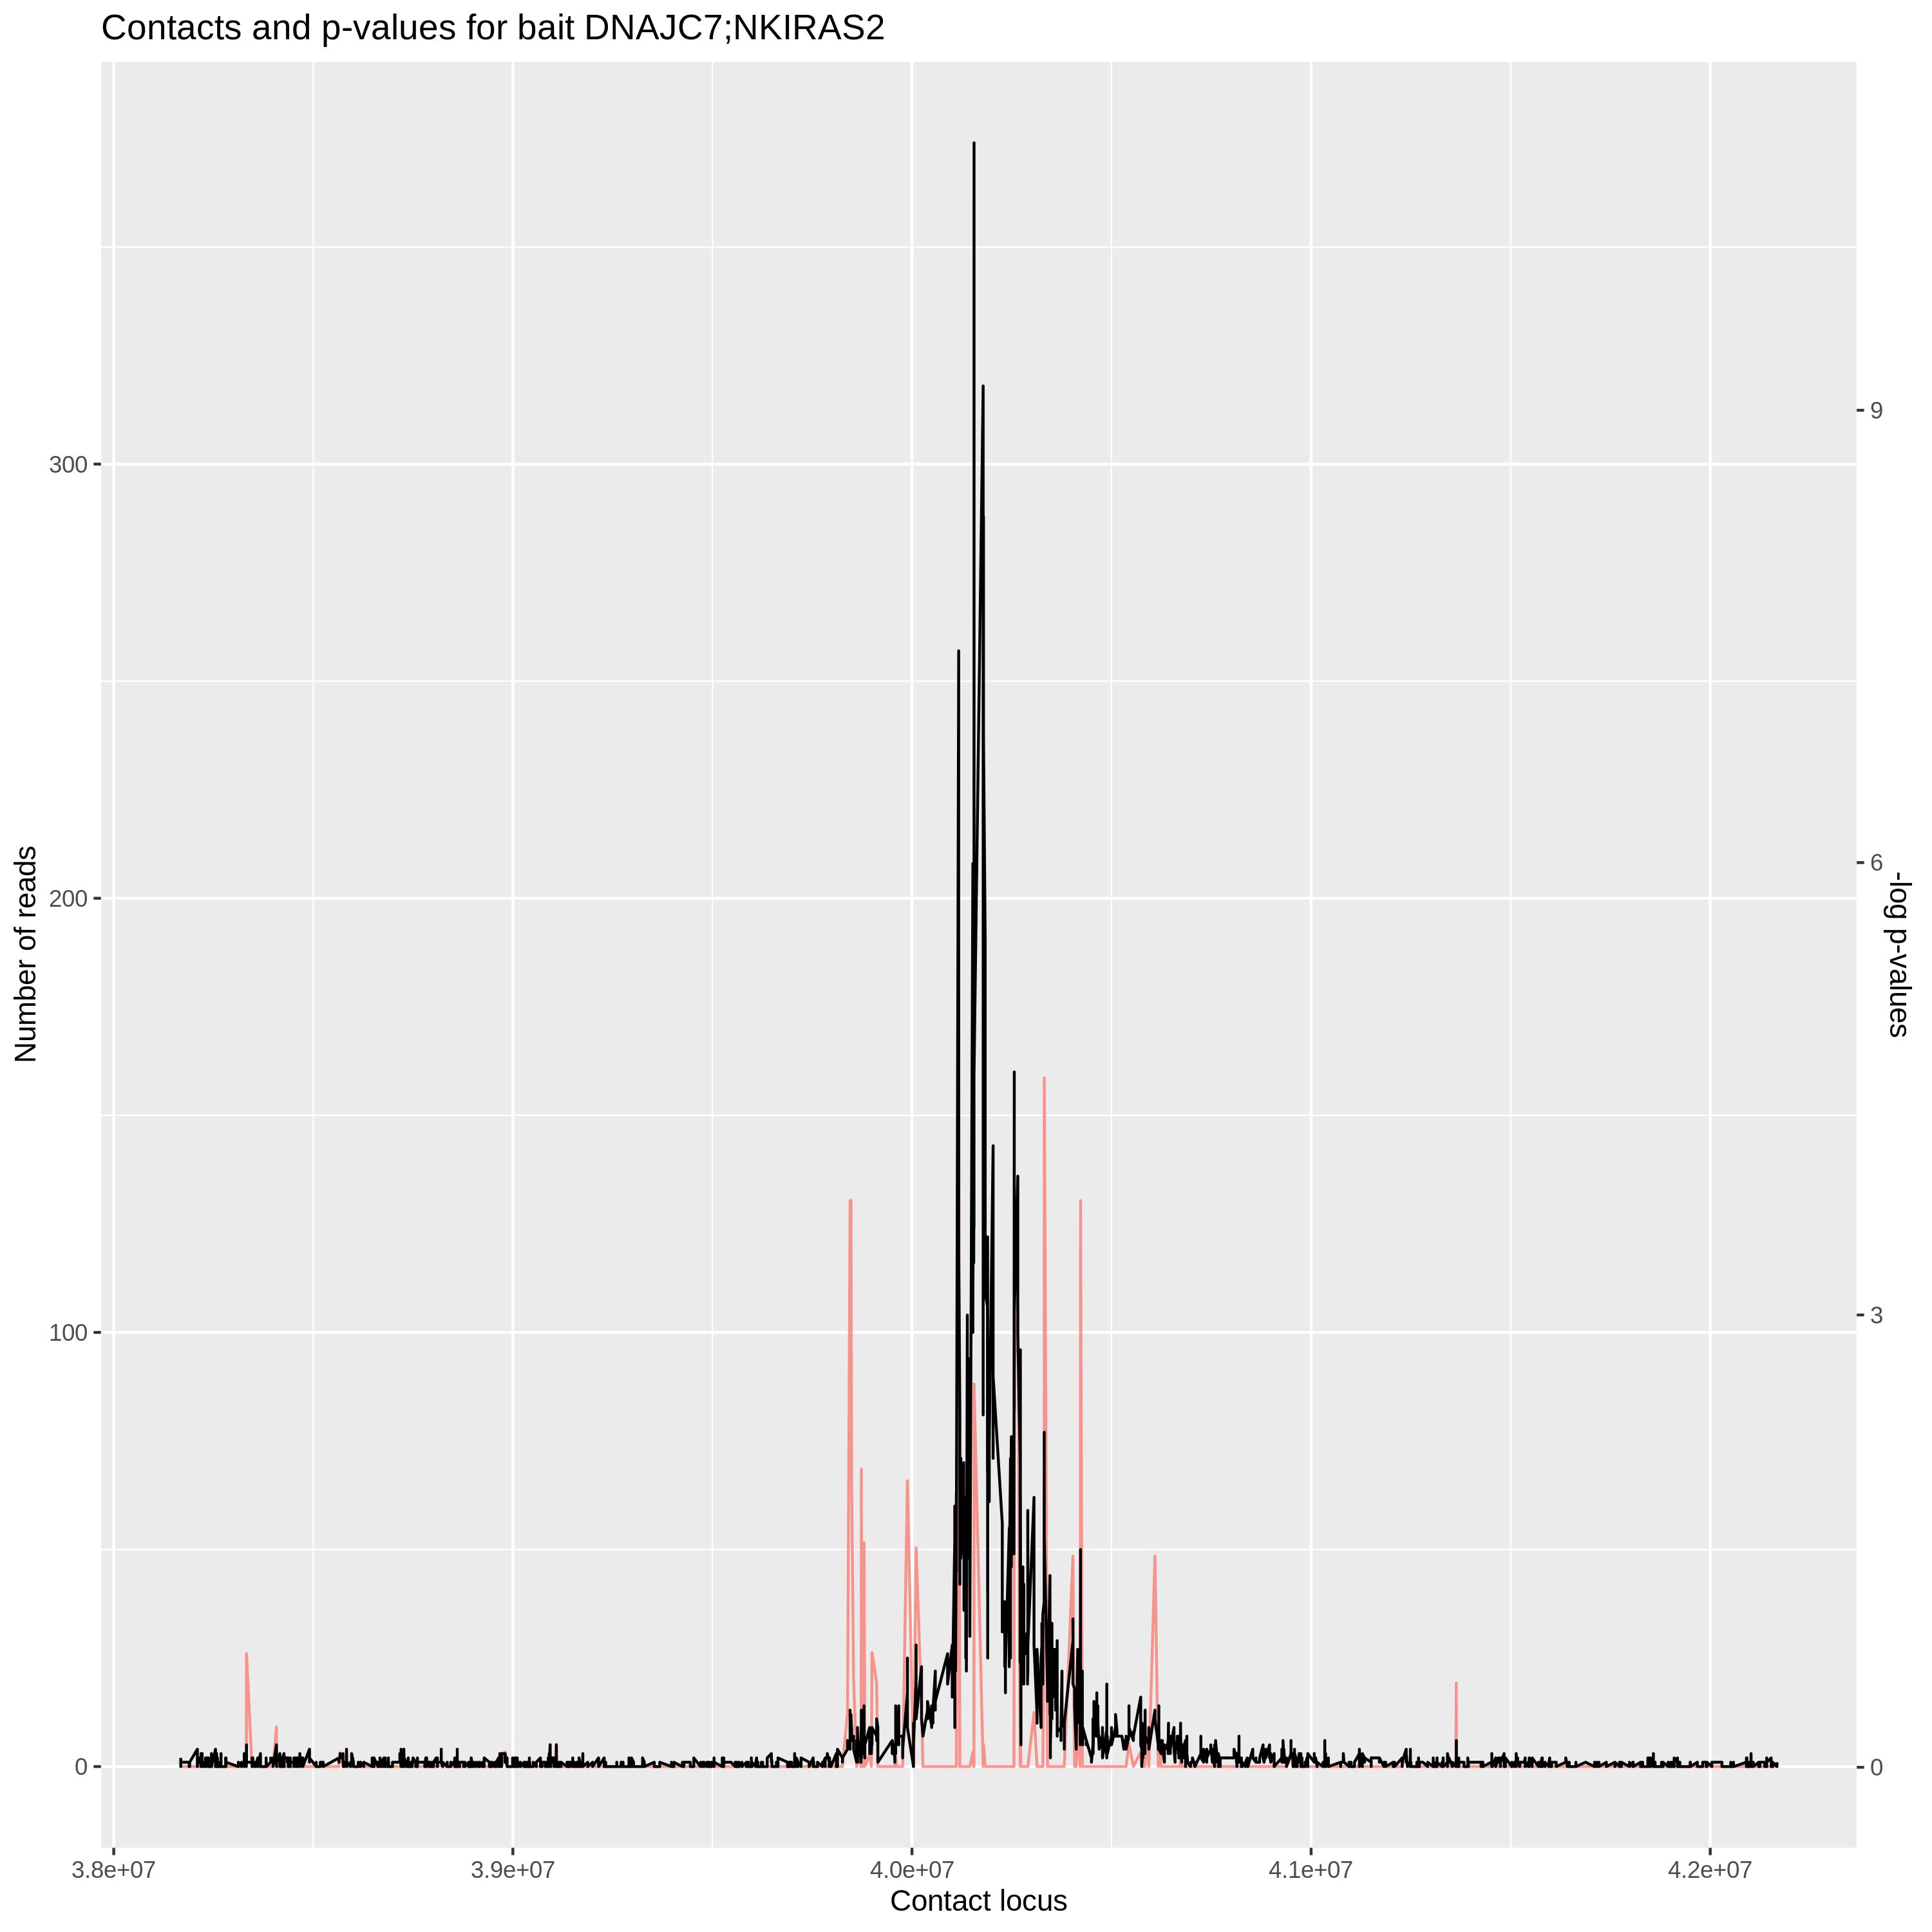 Contacts and p-values for bait DNAJC7;NKIRAS2
Number of reads
300
200
100
0
9
6
3
0
-log p-values
3.8e+07 3.9e+07 4.0e+07 4.1e+07 4.2e+07
Contact locus